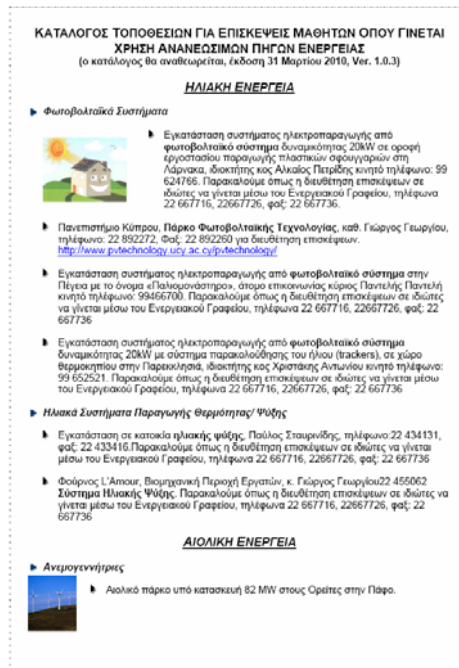 ΚΑΤΑΛΟΓΟΣ ΤΟΠΟΘΕΣΙΩΝ ΓΙΑ ΕΠΙΣΚΕΨΕΙΣ ΜΑΘΗΤΩΝ ΟΠΟΥ ΓΙΝΕΤΑΙ
ΧΡΗΣΗ ΑΝΑΝΕΩΣΙΜΩΝ ΠΗΓΩΝ ΕΝΕΡΓΕΙΑΣ
(ο κατάλογος θα αναθεωρείται, έκδοση 31 Μαρτίου 2010, Ver. 1.0.3)
ΗΛΙΑΚΗ ΕΝΕΡΓΕΙΑ
Φωτοβολταϊκά Συστήματα
Εγκατάσταση συστήματος ηλεκτροπαραγωγής από
φωτοβολταϊκό σύστημα δυναμικότητας 20kW σε οροφή
εργοστασίου παραγωγής πλαστικών σφουγγαριών στη
Λάρνακα, ιδιοκτήτης κος Αλκαίος Πετρίδης κινητό τηλέφωνο: 99
624766. Παρακαλούμε όπως η διευθέτηση επισκέψεων σε
ιδιώτες να γίνεται μέσω του Ενεργειακού Γραφείου, τηλέφωνα
22 667716, 22667726, φαξ: 22 667736.
Πανεπιστήμιο Κύπρου, Πάρκο Φωτοβολταϊκής Τεχνολογίας, καθ. Γιώργος Γεωργίου,
τηλέφωνο: 22 892272, Φαξ: 22 892260 για διευθέτηση επισκέψεων.
http://www.pvtechnology.ucy.ac.cy/pvtechnology/
Εγκατάσταση συστήματος ηλεκτροπαραγωγής από φωτοβολταϊκό σύστημα στην
Πέγεια με το όνομα «Παλιομονάστηρο», άτομο επικοινωνίας κύριος Παντελής Παντελή
κινητό τηλέφωνο: 99466700. Παρακαλούμε όπως η διευθέτηση επισκέψεων σε ιδιώτες
να γίνεται μέσω του Ενεργειακού Γραφείου, τηλέφωνα 22 667716, 22667726, φαξ: 22
667736
Εγκατάσταση συστήματος ηλεκτροπαραγωγής από φωτοβολταϊκό σύστημα
δυναμικότητας 20kW με σύστημα παρακολούθησης του ήλιου (trackers), σε χώρο
θερμοκηπίου στην Παρεκκλησιά, ιδιοκτήτης κος Χριστάκης Αντωνίου κινητό τηλέφωνο:
99 652521. Παρακαλούμε όπως η διευθέτηση επισκέψεων σε ιδιώτες να γίνεται μέσω
του Ενεργειακού Γραφείου, τηλέφωνα 22 667716, 22667726, φαξ: 22 667736
Ηλιακά Συστήματα Παραγωγής Θερμότητας/ Ψύξης
Εγκατάσταση σε κατοικία ηλιακής ψύξης, Παύλος Σταυρινίδης, τηλέφωνο:22 434131,
φαξ: 22 433416.Παρακαλούμε όπως η διευθέτηση επισκέψεων σε ιδιώτες να γίνεται
μέσω του Ενεργειακού Γραφείου, τηλέφωνα 22 667716, 22667726, φαξ: 22 667736
Φούρνος L'Amour, Βιομηχανική Περιοχή Εργατών, κ. Γιώργος Γεωργίου22 455062
Σύστημα Ηλιακής Ψύξης. Παρακαλούμε όπως η διευθέτηση επισκέψεων σε ιδιώτες να
γίνεται μέσω του Ενεργειακού Γραφείου, τηλέφωνα 22 667716, 22667726, φαξ: 22
667736
ΑΙΟΛΙΚΗ ΕΝΕΡΓΕΙΑ
Ανεμογεννήτριες
Αιολικό πάρκο υπό κατασκευή 82 MW στους Ορείτες στην Πάφο.